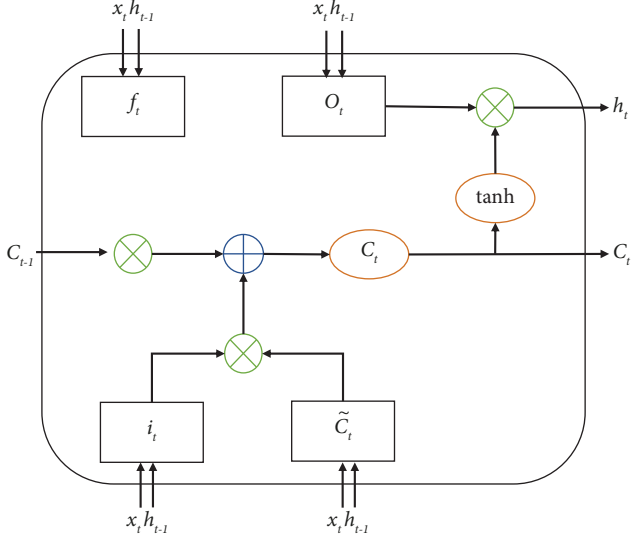 x_t h_{t-1} x_t h_{t-1}
f_t O_t h_t
tanh
C_{t-1} C_t C_t
i_t C̃_t
x_t h_{t-1} x_t h_{t-1}